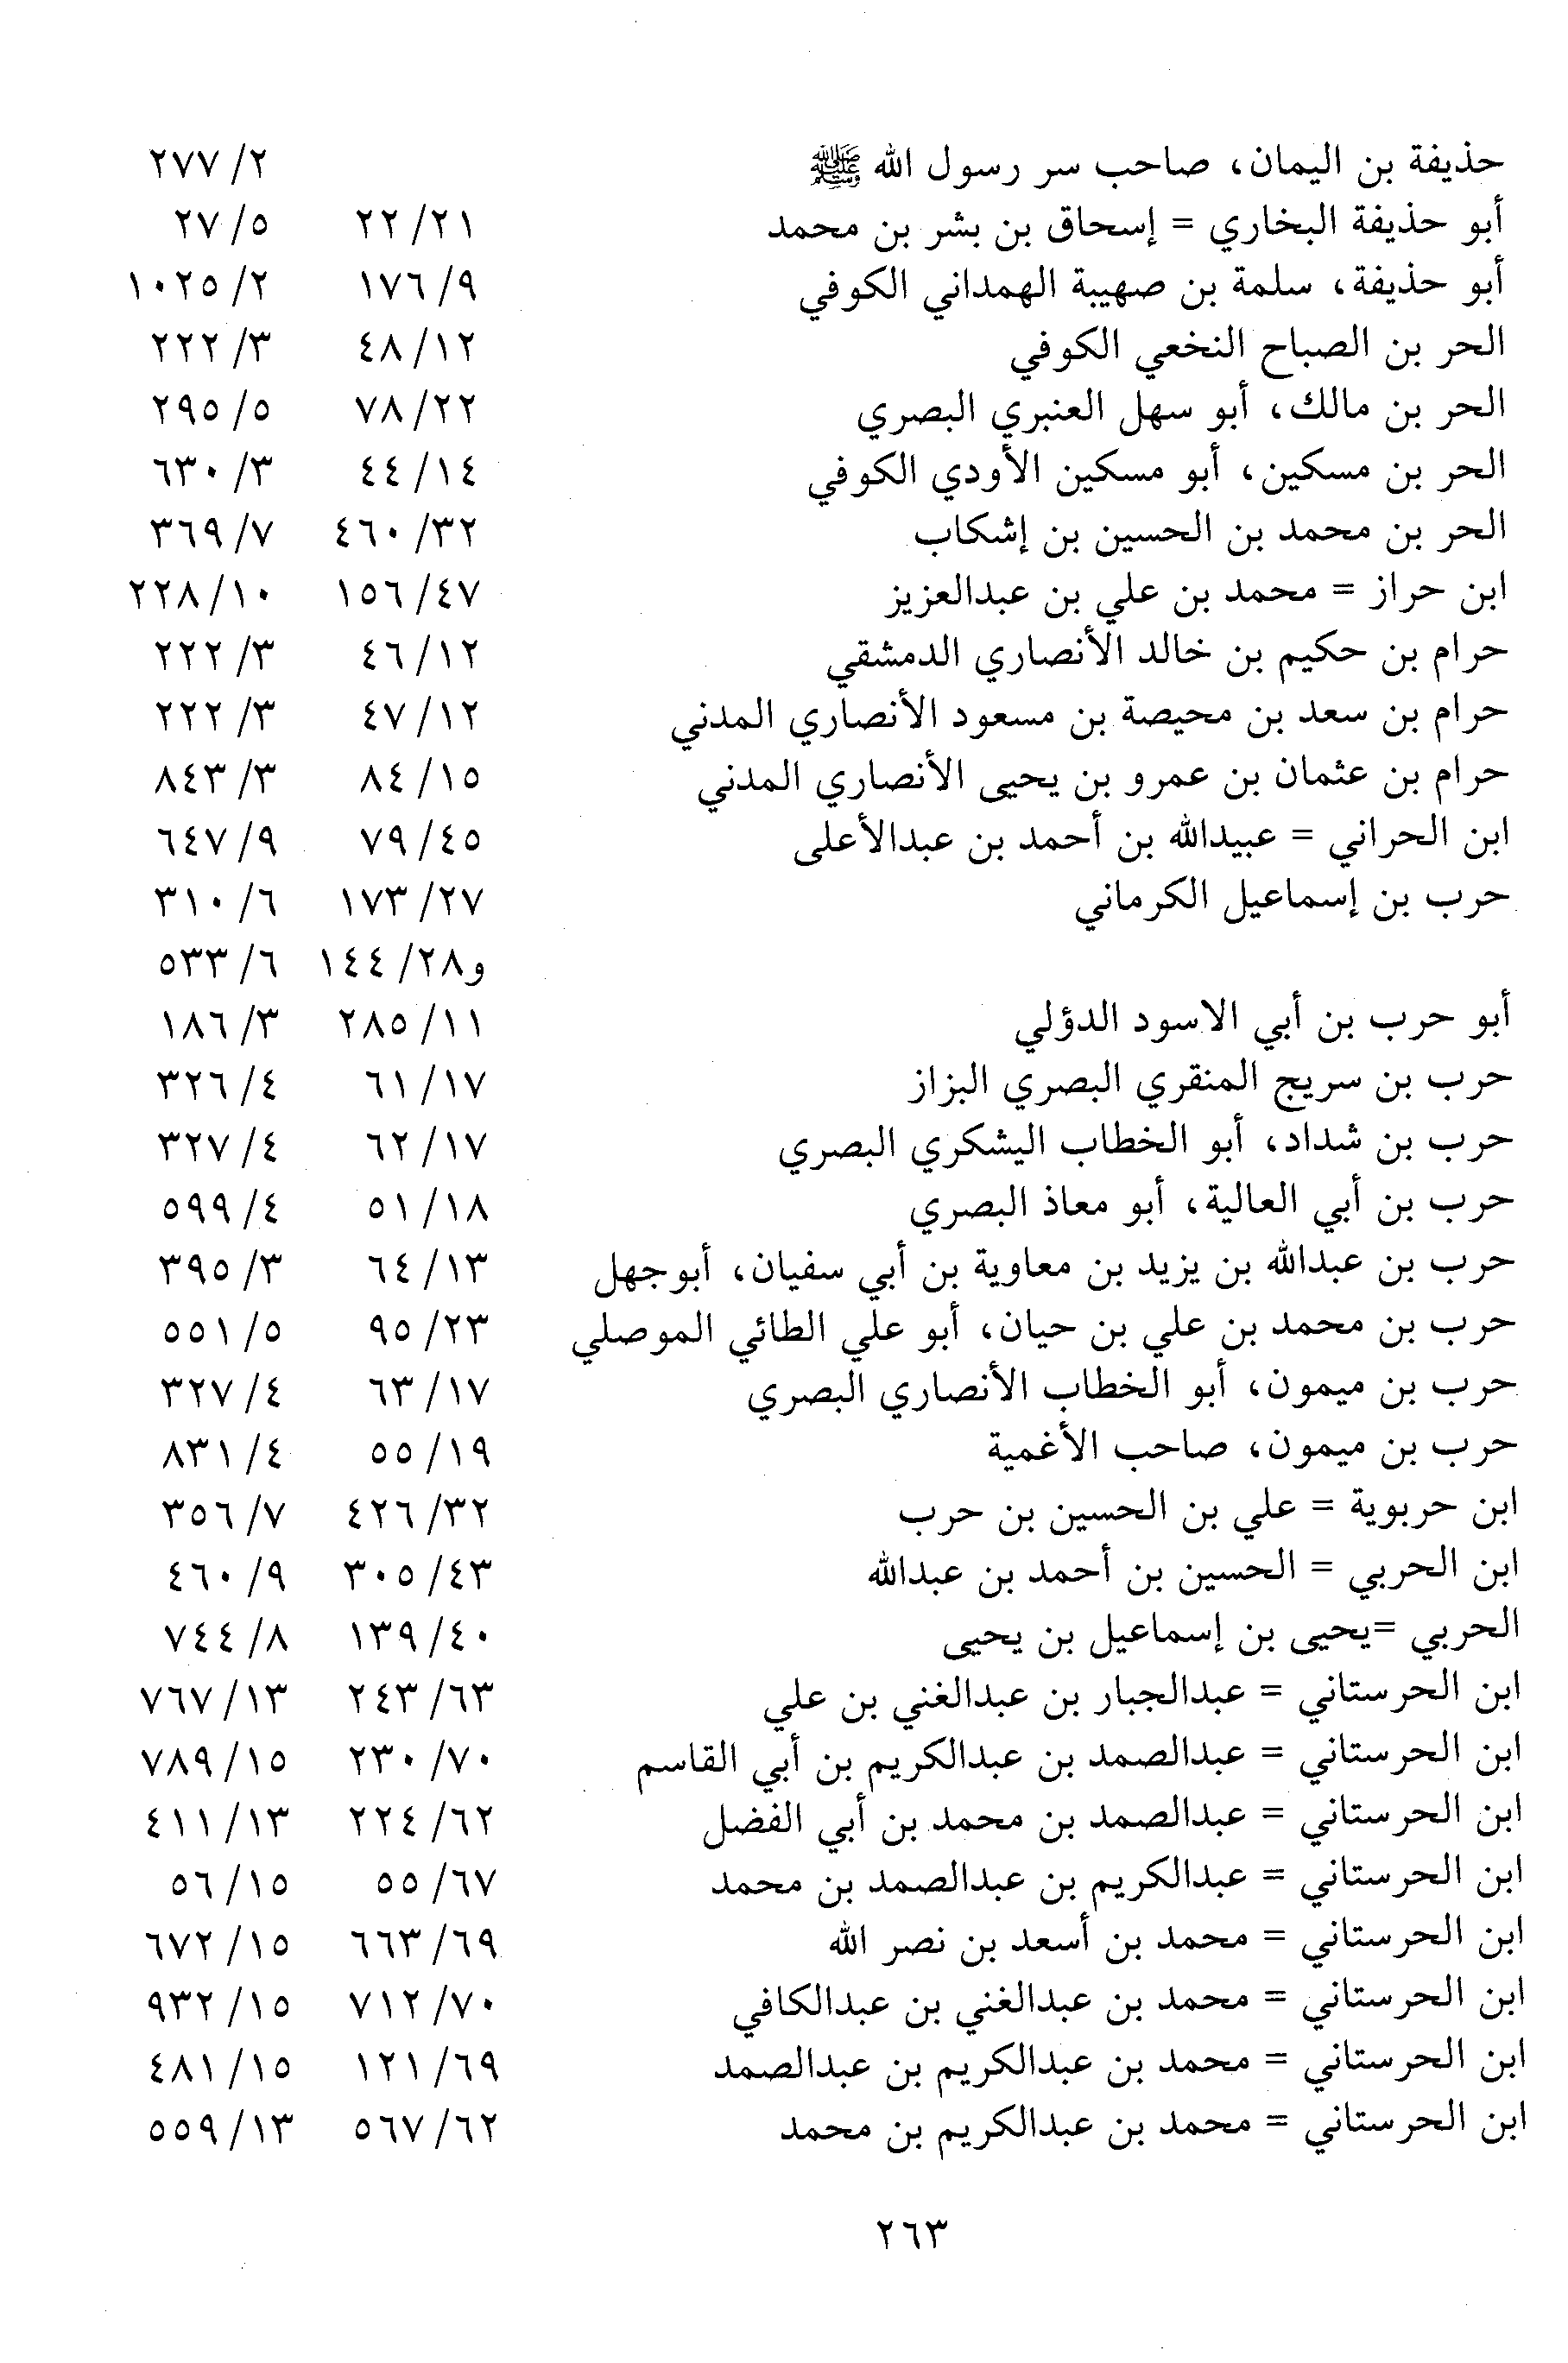 حذيفة بن اليمان، صاحب سر رسول الله ﷺ ٢/ ٢٧٧
أبو حذيفة البخاري = إسحاق بن بشر بن محمد ٢١/ ٢٢ ٥/ ٢٧
أبو حذيفة، سلمة بن صهيبة الهمداني الكوفي ٩/ ١٧٦ ٢/ ١٠٢٥
الحر بن الصباح النخعي الكوفي ١٢/ ٤٨ ٣/ ٢٢٢
الحر بن مالك، أبو سهل العنبري البصري ٢٢/ ٧٨ ٥/ ٢٩٥
الحر بن مسكين، أبو مسكين الأودي الكوفي ١٤/ ٤٤ ٣/ ٦٣٠
الحر بن محمد بن الحسين بن إشكاب ٣٢/ ٤٦٠ ٧/ ٣٦٩
ابن حراز = محمد بن علي بن عبدالعزيز ٤٧/ ١٥٦ ١٠/ ٢٢٨
حرام بن حكيم بن خالد الأنصاري الدمشقي ١٢/ ٤٦ ٣/ ٢٢٢
حرام بن سعد بن محيصة بن مسعود الأنصاري المدني ١٢/ ٤٧ ٣/ ٢٢٢
حرام بن عثمان بن عمرو بن يحيى الأنصاري المدني ١٥/ ٨٤ ٣/ ٨٤٣
ابن الحراني = عبيدالله بن أحمد بن عبدالأعلى ٤٥/ ٧٩ ٩/ ٦٤٧
حرب بن إسماعيل الكرماني ٢٧/ ١٧٣ ٦/ ٣١٠
و٢٨/ ١٤٤ ٦/ ٥٣٣
أبو حرب بن أبي الاسود الدؤلي ١١/ ٢٨٥ ٣/ ١٨٦
حرب بن سريج المنقري البصري البزاز ١٧/ ٦١ ٤/ ٣٢٦
حرب بن شداد، أبو الخطاب اليشكري البصري ١٧/ ٦٢ ٤/ ٣٢٧
حرب بن أبي العالية، أبو معاذ البصري ١٨/ ٥١ ٤/ ٥٩٩
حرب بن عبدالله بن يزيد بن معاوية بن أبي سفيان، أبوجهل ١٣/ ٦٤ ٣/ ٣٩٥
حرب بن محمد بن علي بن حيان، أبو علي الطائي الموصلي ٢٣/ ٩٥ ٥/ ٥٥١
حرب بن ميمون، أبو الخطاب الأنصاري البصري ١٧/ ٦٣ ٤/ ٣٢٧
حرب بن ميمون، صاحب الأغمية ١٩/ ٥٥ ٤/ ٨٣١
ابن حربوية = علي بن الحسين بن حرب ٣٢/ ٤٢٦ ٧/ ٣٥٦
ابن الحربي = الحسين بن أحمد بن عبدالله ٤٣/ ٣٠٥ ٩/ ٤٦٠
الحربي =يحيى بن إسماعيل بن يحيى ٤٠/ ١٣٩ ٨/ ٧٤٤
ابن الحرستاني = عبدالجبار بن عبدالغني بن علي ٦٣/ ٢٤٣ ١٣/ ٧٦٧
ابن الحرستاني = عبدالصمد بن عبدالكريم بن أبي القاسم ٧٠/ ٢٣٠ ١٥/ ٧٨٩
ابن الحرستاني = عبدالصمد بن محمد بن أبي الفضل ٦٢/ ٢٢٤ ١٣/ ٤١١
ابن الحرستاني = عبدالكريم بن عبدالصمد بن محمد ٦٧/ ٥٥ ١٥/ ٥٦
ابن الحرستاني = محمد بن أسعد بن نصر الله ٦٩/ ٦٦٣ ١٥/ ٦٧٢
ابن الحرستاني = محمد بن عبدالغني بن عبدالكافي ٧٠/ ٧١٢ ١٥/ ٩٣٢
ابن الحرستاني = محمد بن عبدالكريم بن عبدالصمد ٦٩/ ١٢١ ١٥/ ٤٨١
ابن الحرستاني = محمد بن عبدالكريم بن محمد ٦٢/ ٥٦٧ ١٣/ ٥٥٩
٢٦٣